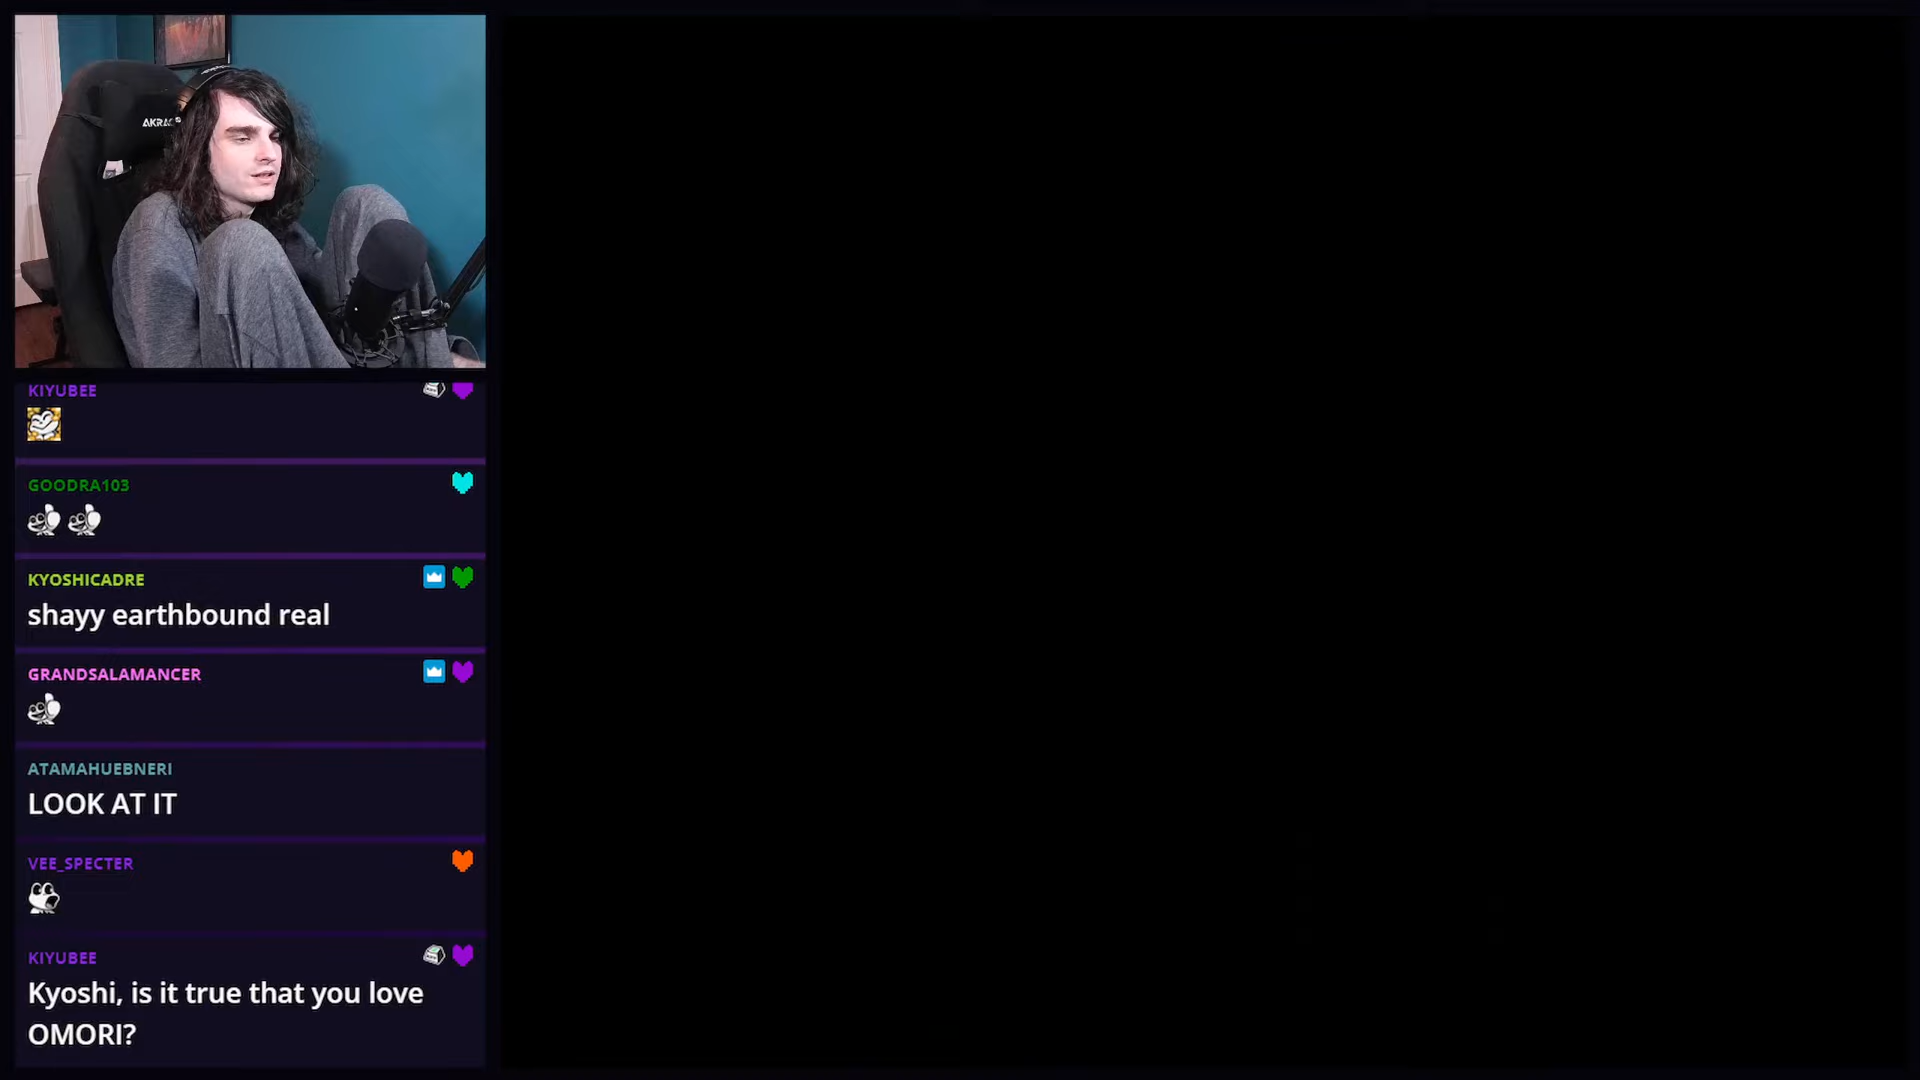 KIYUBEE
GOODRA103
KYOSHICADRE
shayy earthbound real
GRANDSALAMANCER
ATAMAHUEBNERI
LOOK AT IT
VEE_SPECTER
KIYUBEE
Kyoshi, is it true that you love
OMORI?